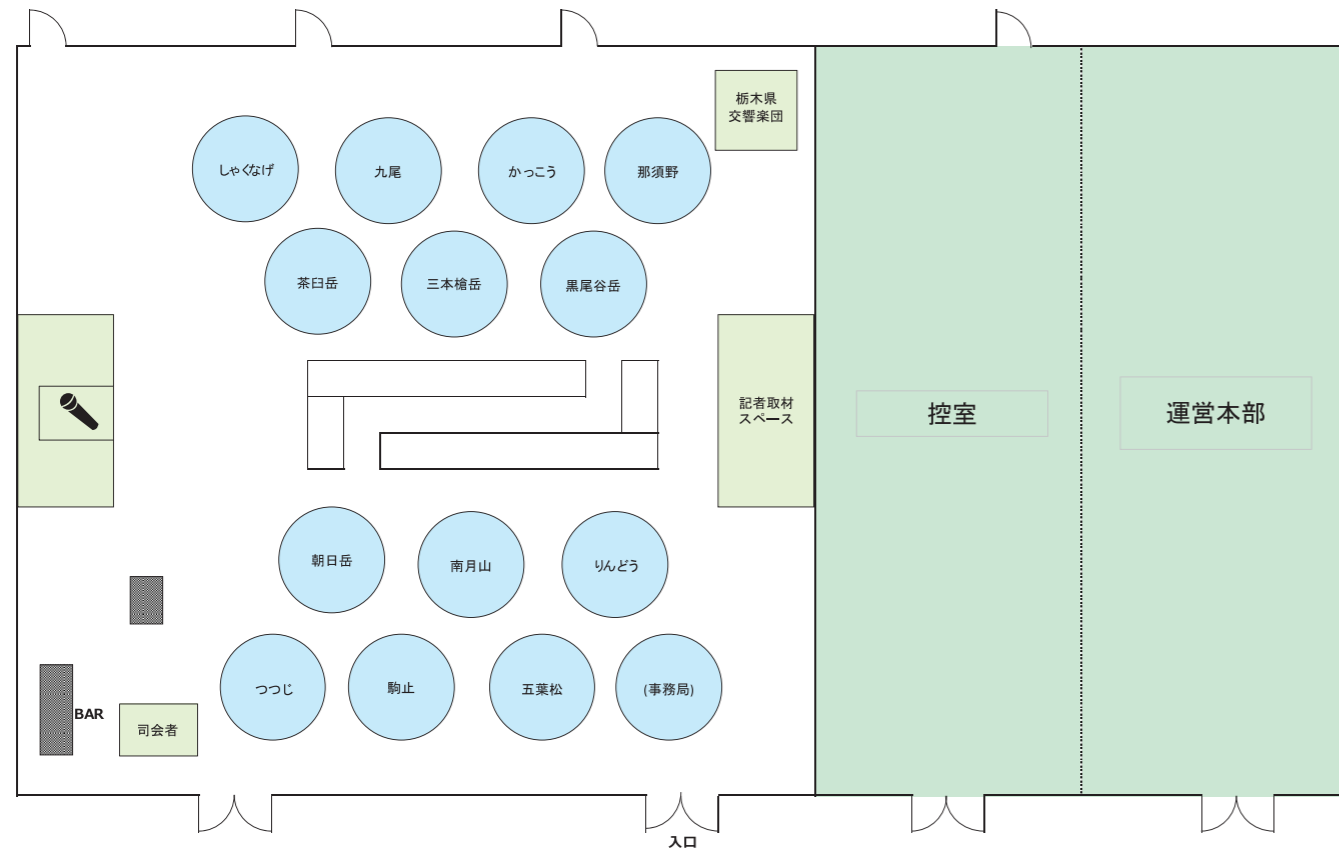 栃木県
交響楽団
しゃくなげ
九尾
かっこう
那須野
茶臼岳
三本槍岳
黒尾谷岳
記者取材
スペース
控室
運営本部
朝日岳
南月山
りんどう
つつじ
駒止
五葉松
(事務局)
BAR
司会者
入口